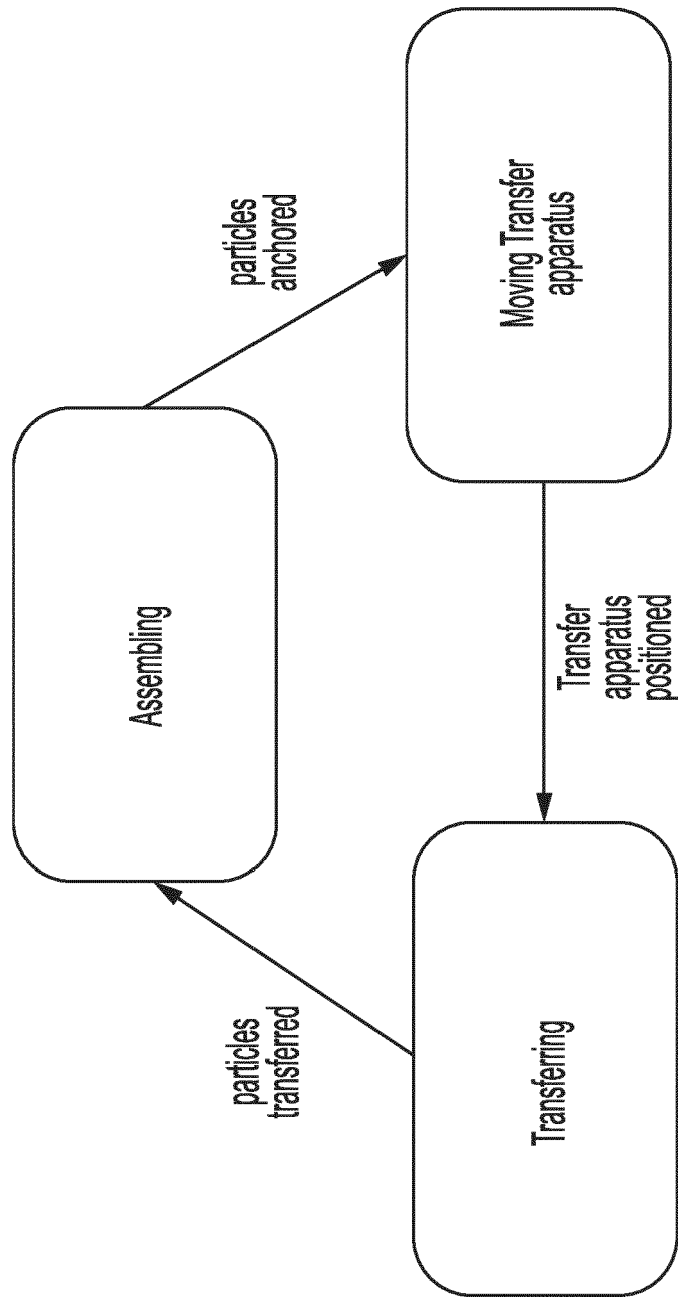 Assembling
particles
anchored
Moving Transfer
apparatus
Transfer
apparatus
positioned
Transferring
particles
transferred